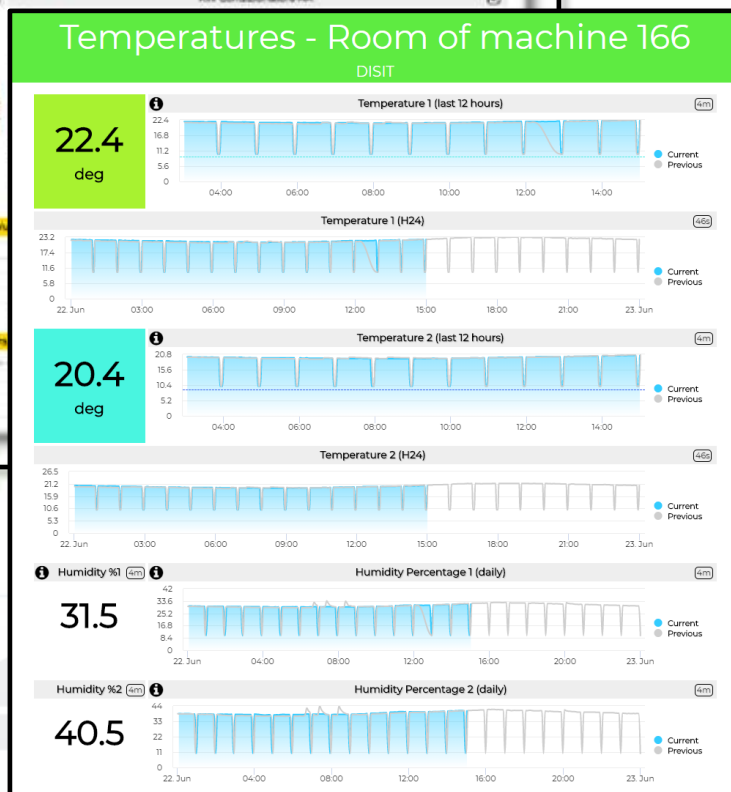 Temperatures - Room of machine 166
DISIT
Temperature 1 (last 12 hours)
4m
22.4
deg
22.4
16.8
11.2
5.6
0
04:00 06:00 08:00 10:00 12:00 14:00
Current
Previous
Temperature 1 (H24)
46s
23.2
17.4
11.6
5.8
0
22. Jun 03:00 06:00 09:00 12:00 15:00 18:00 21:00 23. Jun
Current
Previous
Temperature 2 (last 12 hours)
4m
20.4
deg
20.8
15.6
10.4
5.2
0
04:00 06:00 08:00 10:00 12:00 14:00
Current
Previous
Temperature 2 (H24)
46s
26.5
21.2
15.9
10.6
5.3
0
22. Jun 03:00 06:00 09:00 12:00 15:00 18:00 21:00 23. Jun
Current
Previous
Humidity %1 4m
Humidity Percentage 1 (daily)
4m
31.5
42
33.6
25.2
16.8
8.4
0
22. Jun 04:00 08:00 12:00 16:00 20:00 23. Jun
Current
Previous
Humidity %2 4m
Humidity Percentage 2 (daily)
4m
40.5
44
33
22
11
0
22. Jun 04:00 08:00 12:00 16:00 20:00 23. Jun
Current
Previous